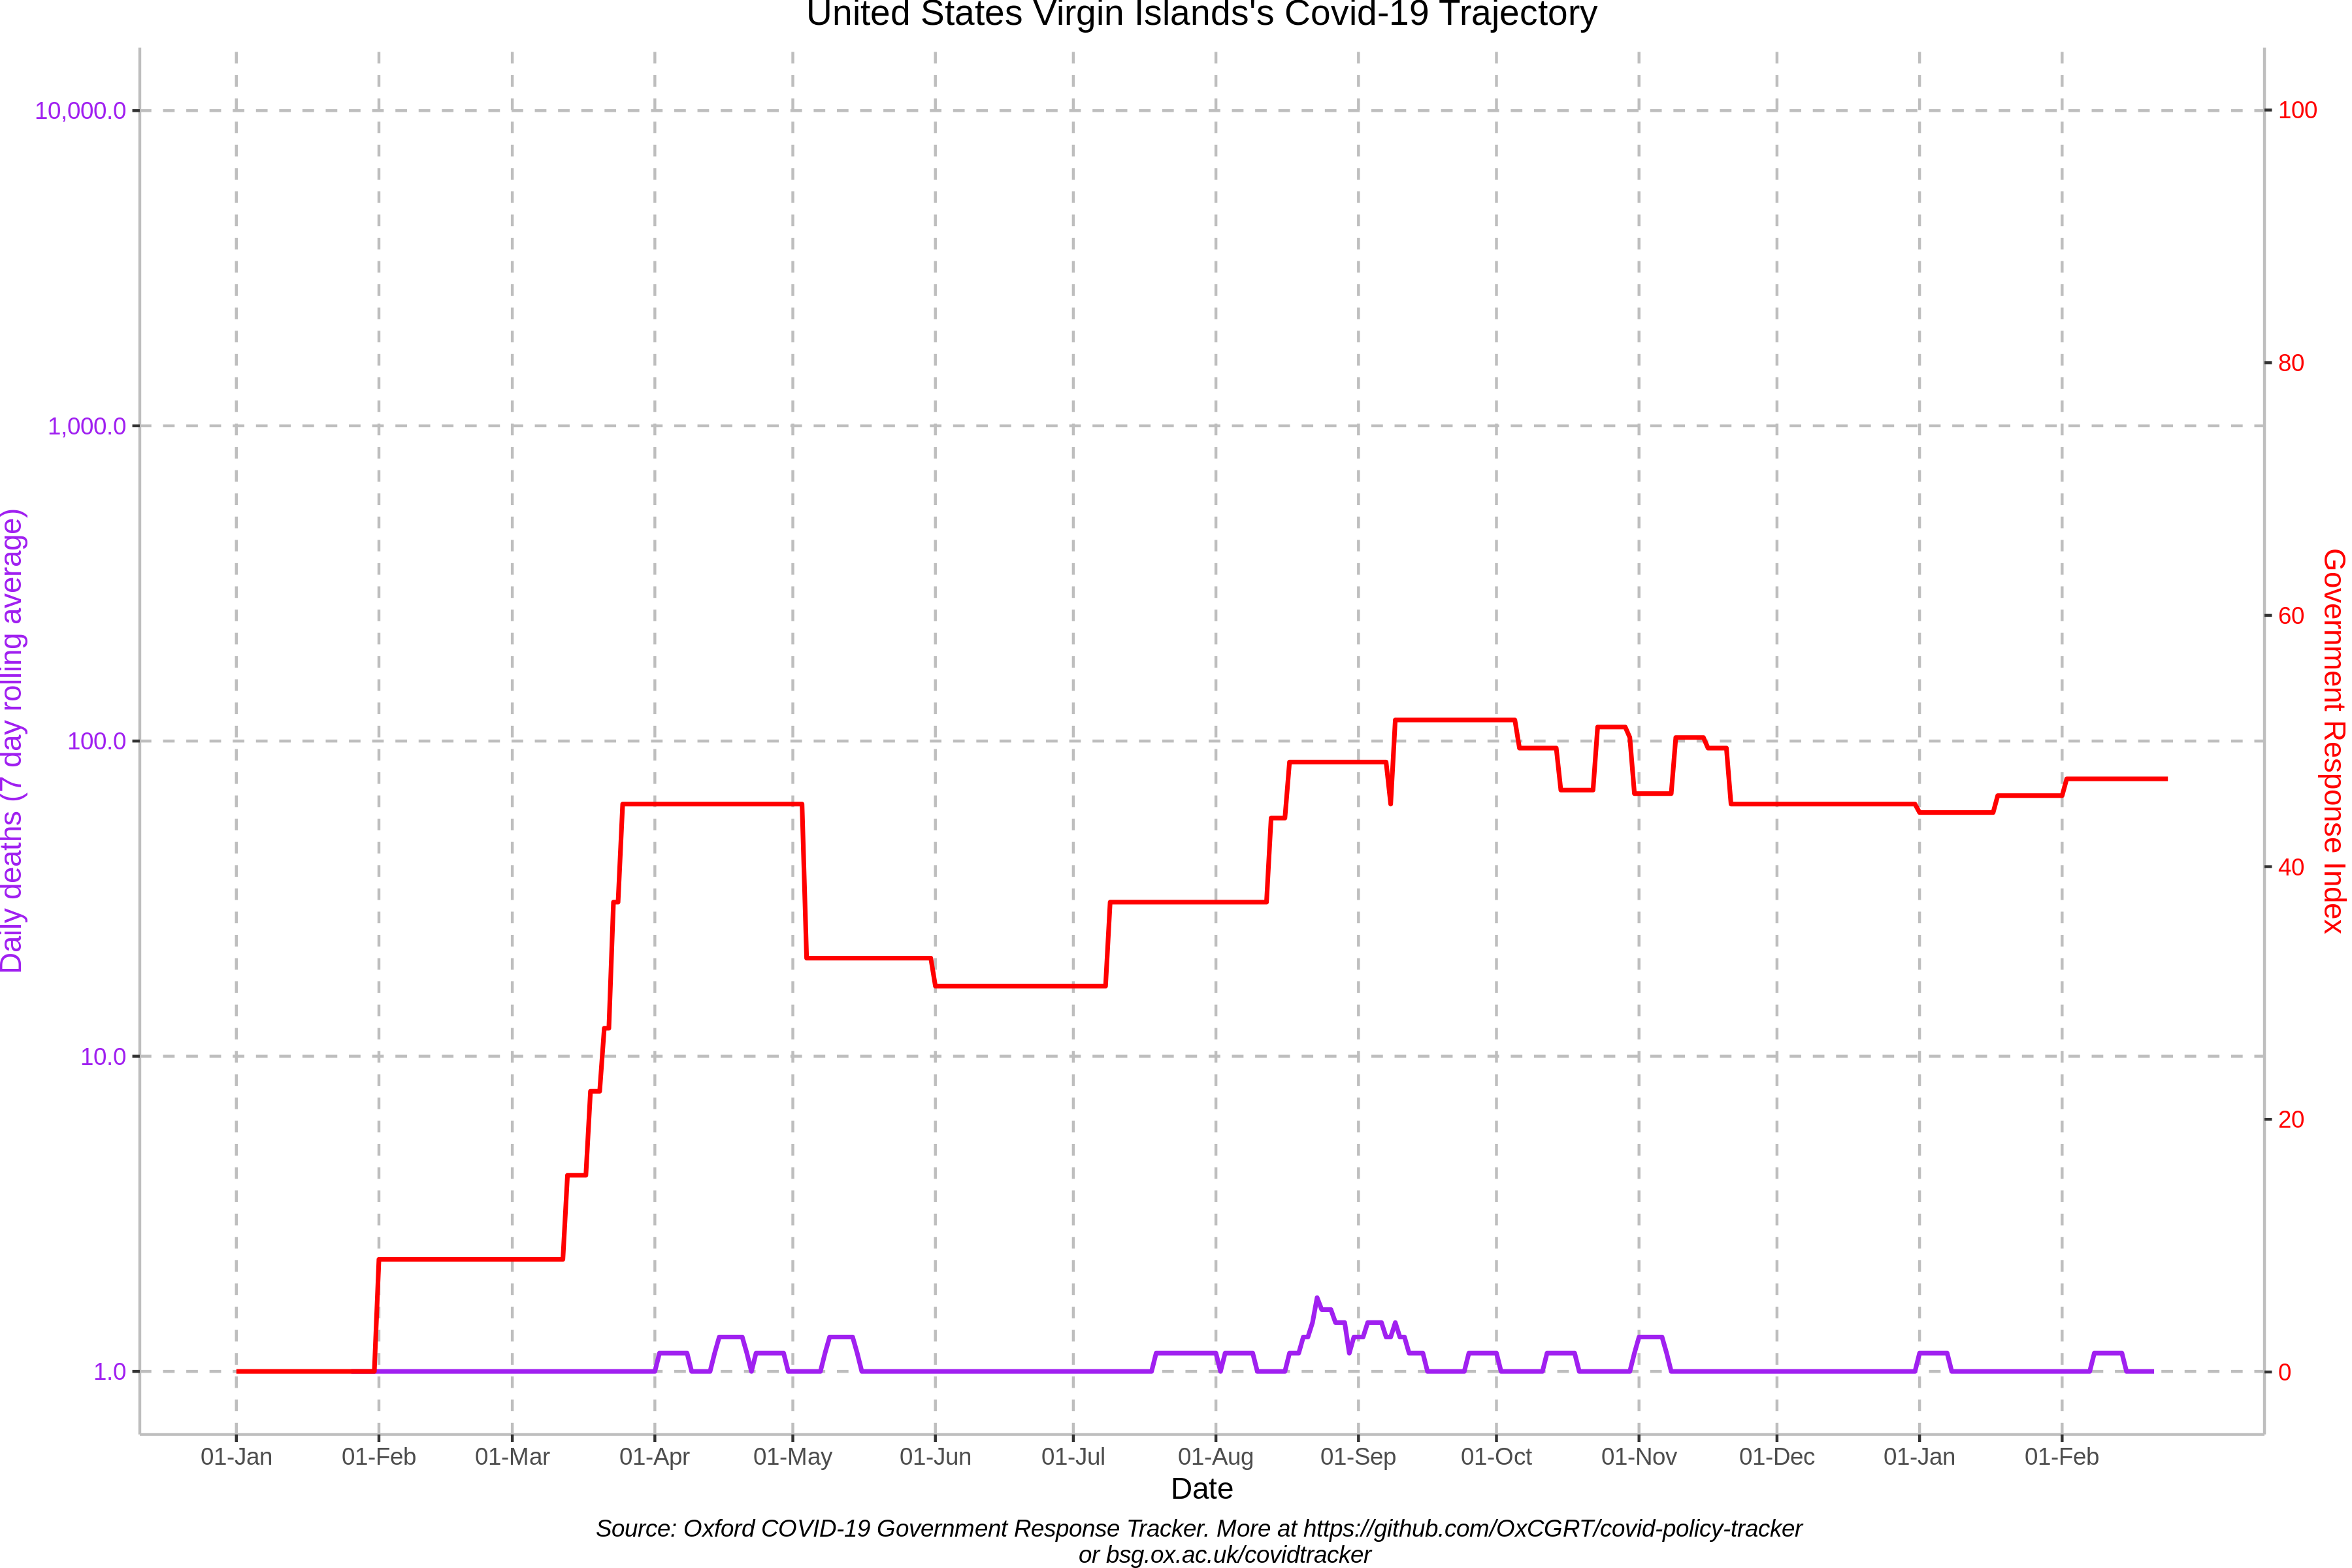 United States Virgin Islands's Covid-19 Trajectory
10,000.0
1,000.0
100.0
10.0
1.0
Daily deaths (7 day rolling average)
100
80
60
40
20
0
Government Response Index
01-Jan 01-Feb 01-Mar 01-Apr 01-May 01-Jun 01-Jul 01-Aug 01-Sep 01-Oct 01-Nov 01-Dec 01-Jan 01-Feb
Date
Source: Oxford COVID-19 Government Response Tracker. More at https://github.com/OxCGRT/covid-policy-tracker
or bsg.ox.ac.uk/covidtracker